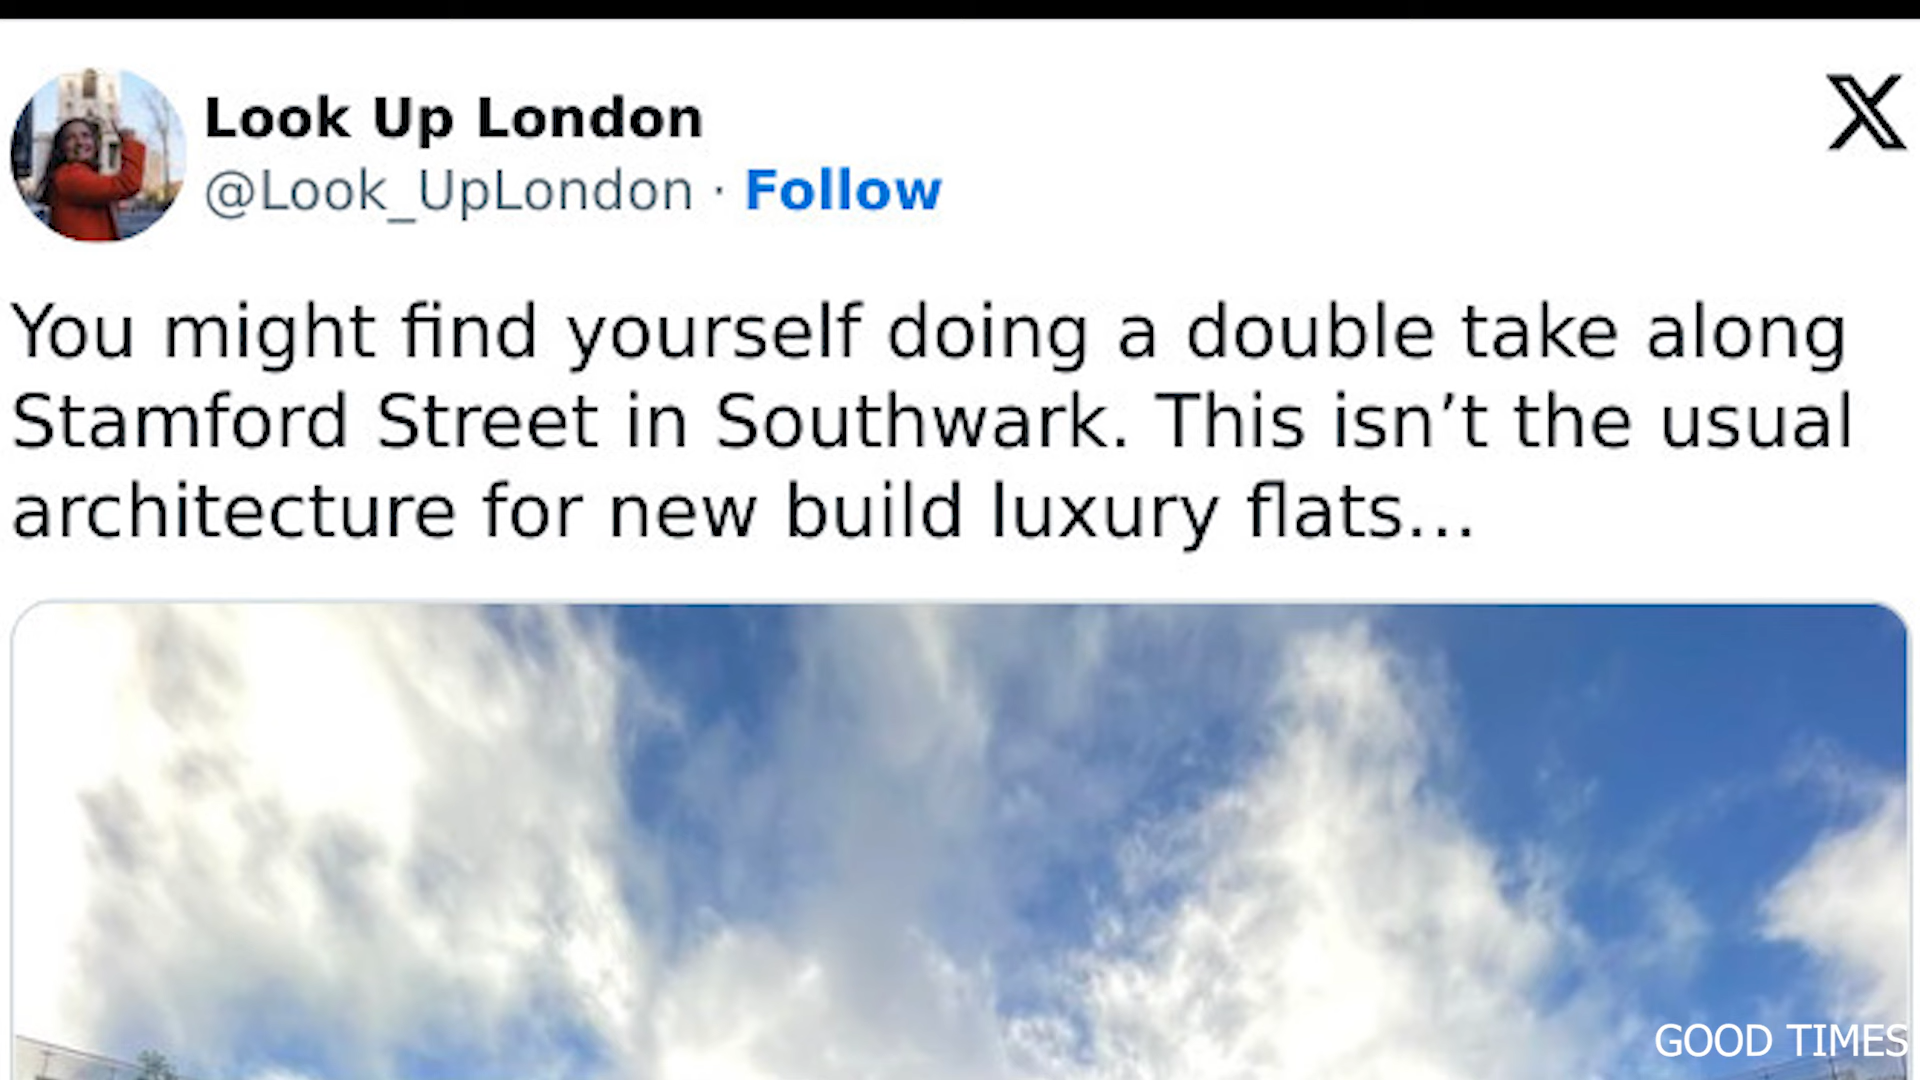 Look Up London
@Look_UpLondon · Follow
You might find yourself doing a double take along
Stamford Street in Southwark. This isn’t the usual
architecture for new build luxury flats…
GOOD TIMES